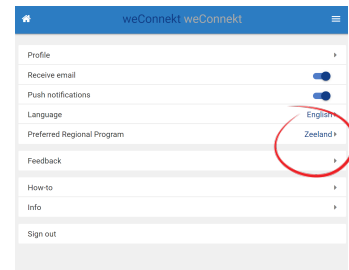 weConnekt weConnekt
Profile
Receive email
Push notifications
Language English
Preferred Regional Program Zeeland
Feedback
How-to
Info
Sign out